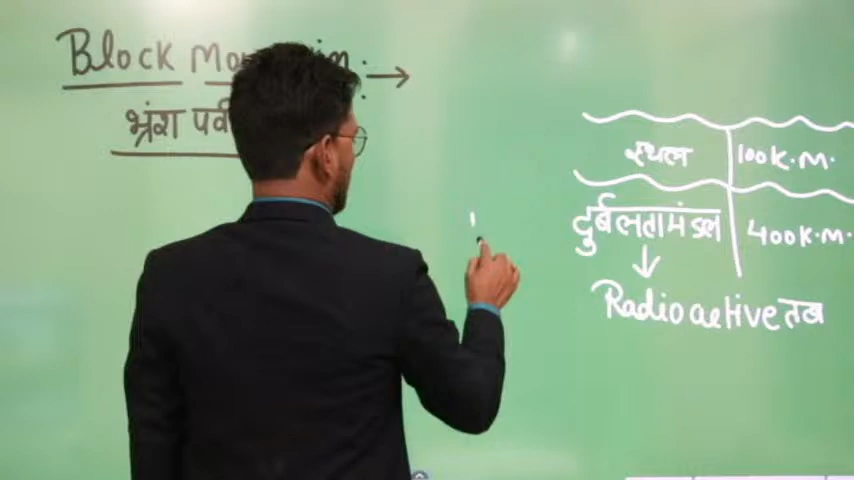 Block
भ्रंश
स्थल 100K.M.
दुर्बलतामंडल 400K.M.
↓
Radioactive तत्व